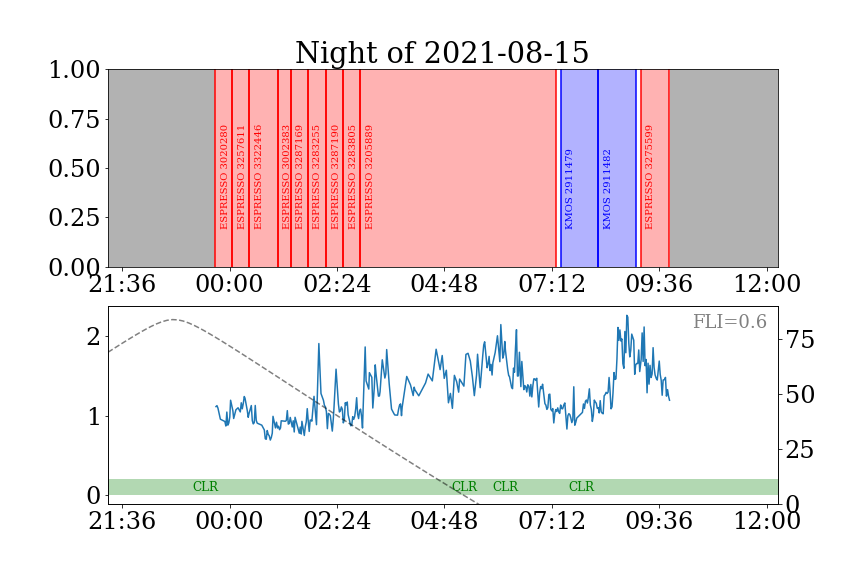 Night of 2021-08-15
1.00
0.75
0.50
0.25
0.00
ESPRESSO 3020280
ESPRESSO 3257611
ESPRESSO 3322446
ESPRESSO 3002383
ESPRESSO 3287169
ESPRESSO 3283255
ESPRESSO 3287190
ESPRESSO 3283805
ESPRESSO 3205889
KMOS 2911479
KMOS 2911482
ESPRESSO 3275599
21:36 00:00 02:24 04:48 07:12 09:36 12:00
FLI=0.6
2
1
0
75
50
25
0
CLR CLR CLR CLR
21:36 00:00 02:24 04:48 07:12 09:36 12:00